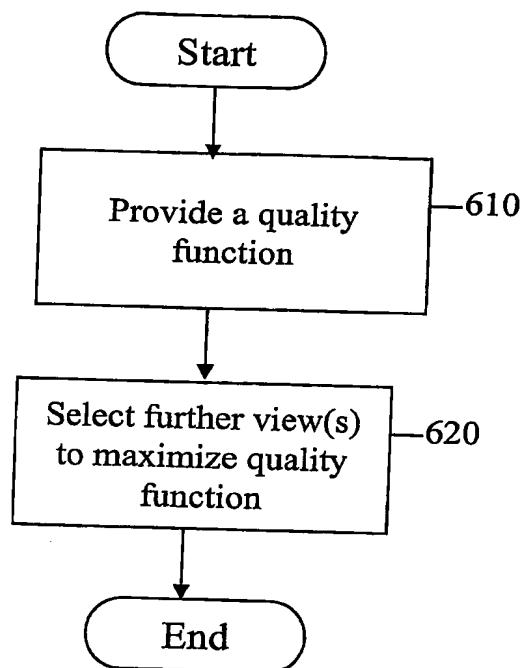 Start
Provide a quality
function
610
Select further view(s)
to maximize quality
function
620
End